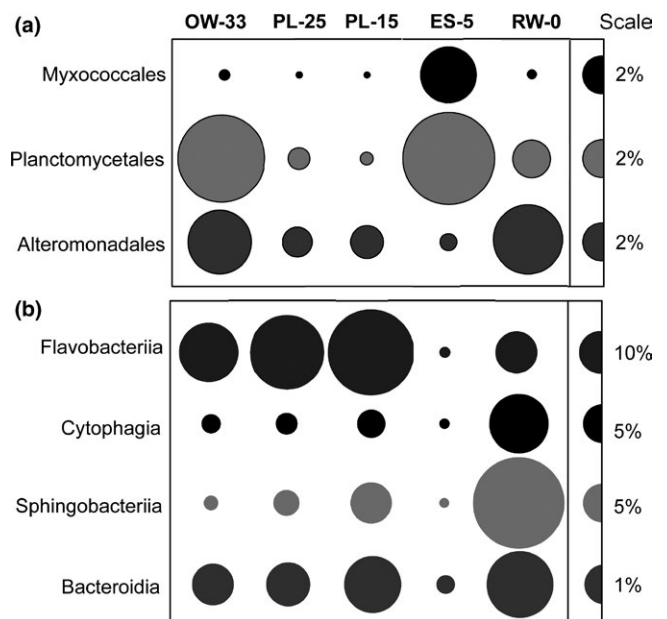 (a) OW-33 PL-25 PL-15 ES-5 RW-0 Scale
Myxococcales 2%
Planctomycetales 2%
Alteromonadales 2%
(b)
Flavobacteriia 10%
Cytophagia 5%
Sphingobacteriia 5%
Bacteroidia 1%